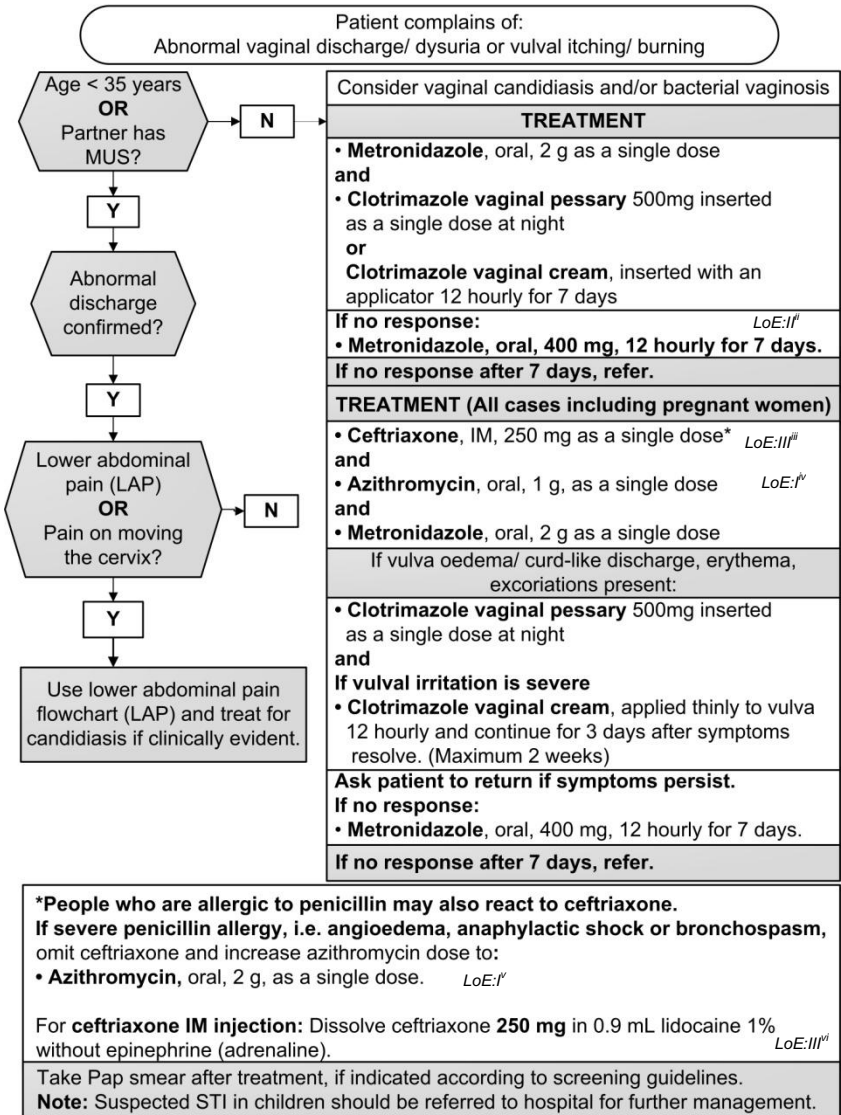 Patient complains of:
Abnormal vaginal discharge/ dysuria or vulval itching/ burning
Age < 35 years
OR
Partner has
MUS?
N
Y
Abnormal
discharge
confirmed?
Y
Lower abdominal
pain (LAP)
OR
Pain on moving
the cervix?
N
Y
Use lower abdominal pain
flowchart (LAP) and treat for
candidiasis if clinically evident.
Consider vaginal candidiasis and/or bacterial vaginosis
TREATMENT
• Metronidazole, oral, 2 g as a single dose
and
• Clotrimazole vaginal pessary 500mg inserted
as a single dose at night
or
Clotrimazole vaginal cream, inserted with an
applicator 12 hourly for 7 days
If no response: LoE:II^ii
• Metronidazole, oral, 400 mg, 12 hourly for 7 days.
If no response after 7 days, refer.
TREATMENT (All cases including pregnant women)
• Ceftriaxone, IM, 250 mg as a single dose* LoE:III^iii
and
• Azithromycin, oral, 1 g, as a single dose LoE:I^iv
and
• Metronidazole, oral, 2 g as a single dose
If vulva oedema/ curd-like discharge, erythema,
excoriations present:
• Clotrimazole vaginal pessary 500mg inserted
as a single dose at night
and
If vulval irritation is severe
• Clotrimazole vaginal cream, applied thinly to vulva
12 hourly and continue for 3 days after symptoms
resolve. (Maximum 2 weeks)
Ask patient to return if symptoms persist.
If no response:
• Metronidazole, oral, 400 mg, 12 hourly for 7 days.
If no response after 7 days, refer.
*People who are allergic to penicillin may also react to ceftriaxone.
If severe penicillin allergy, i.e. angioedema, anaphylactic shock or bronchospasm,
omit ceftriaxone and increase azithromycin dose to:
• Azithromycin, oral, 2 g, as a single dose. LoE:I^v
For ceftriaxone IM injection: Dissolve ceftriaxone 250 mg in 0.9 mL lidocaine 1%
without epinephrine (adrenaline). LoE:III^vi
Take Pap smear after treatment, if indicated according to screening guidelines.
Note: Suspected STI in children should be referred to hospital for further management.